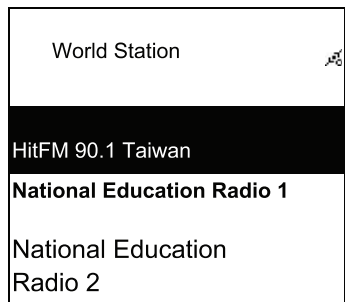 World Station
HitFM 90.1 Taiwan
National Education Radio 1
National Education
Radio 2